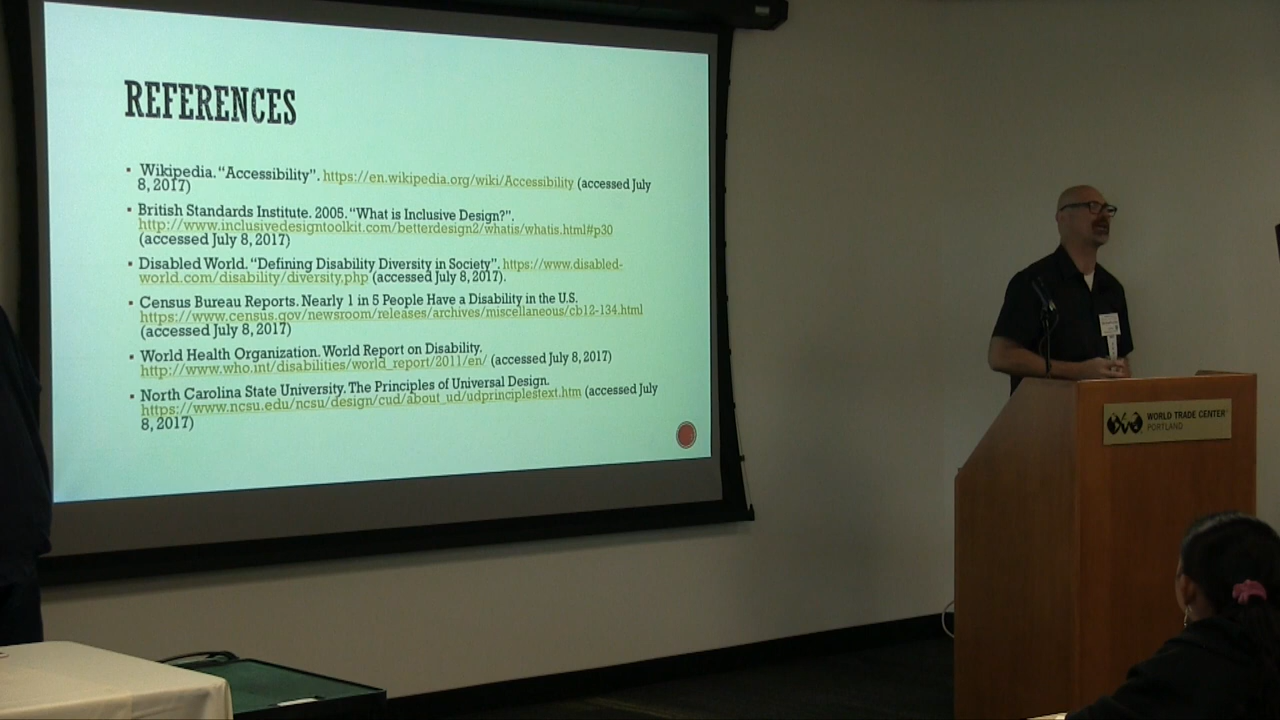 REFERENCES
▪ Wikipedia. “Accessibility”. https://en.wikipedia.org/wiki/Accessibility (accessed July
8, 2017)
▪ British Standards Institute. 2005. “What is Inclusive Design?”.
http://www.inclusivedesigntoolkit.com/betterdesign2/whatis/whatis.html#p30
(accessed July 8, 2017)
▪ Disabled World. “Defining Disability Diversity in Society”. https://www.disabled-
world.com/disability/diversity.php (accessed July 8, 2017).
▪ Census Bureau Reports. Nearly 1 in 5 People Have a Disability in the U.S.
https://www.census.gov/newsroom/releases/archives/miscellaneous/cb12-134.html
(accessed July 8, 2017)
▪ World Health Organization. World Report on Disability.
http://www.who.int/disabilities/world_report/2011/en/ (accessed July 8, 2017)
▪ North Carolina State University. The Principles of Universal Design.
https://www.ncsu.edu/ncsu/design/cud/about_ud/udprinciplestext.htm (accessed July
8, 2017)
WORLD TRADE CENTER
PORTLAND